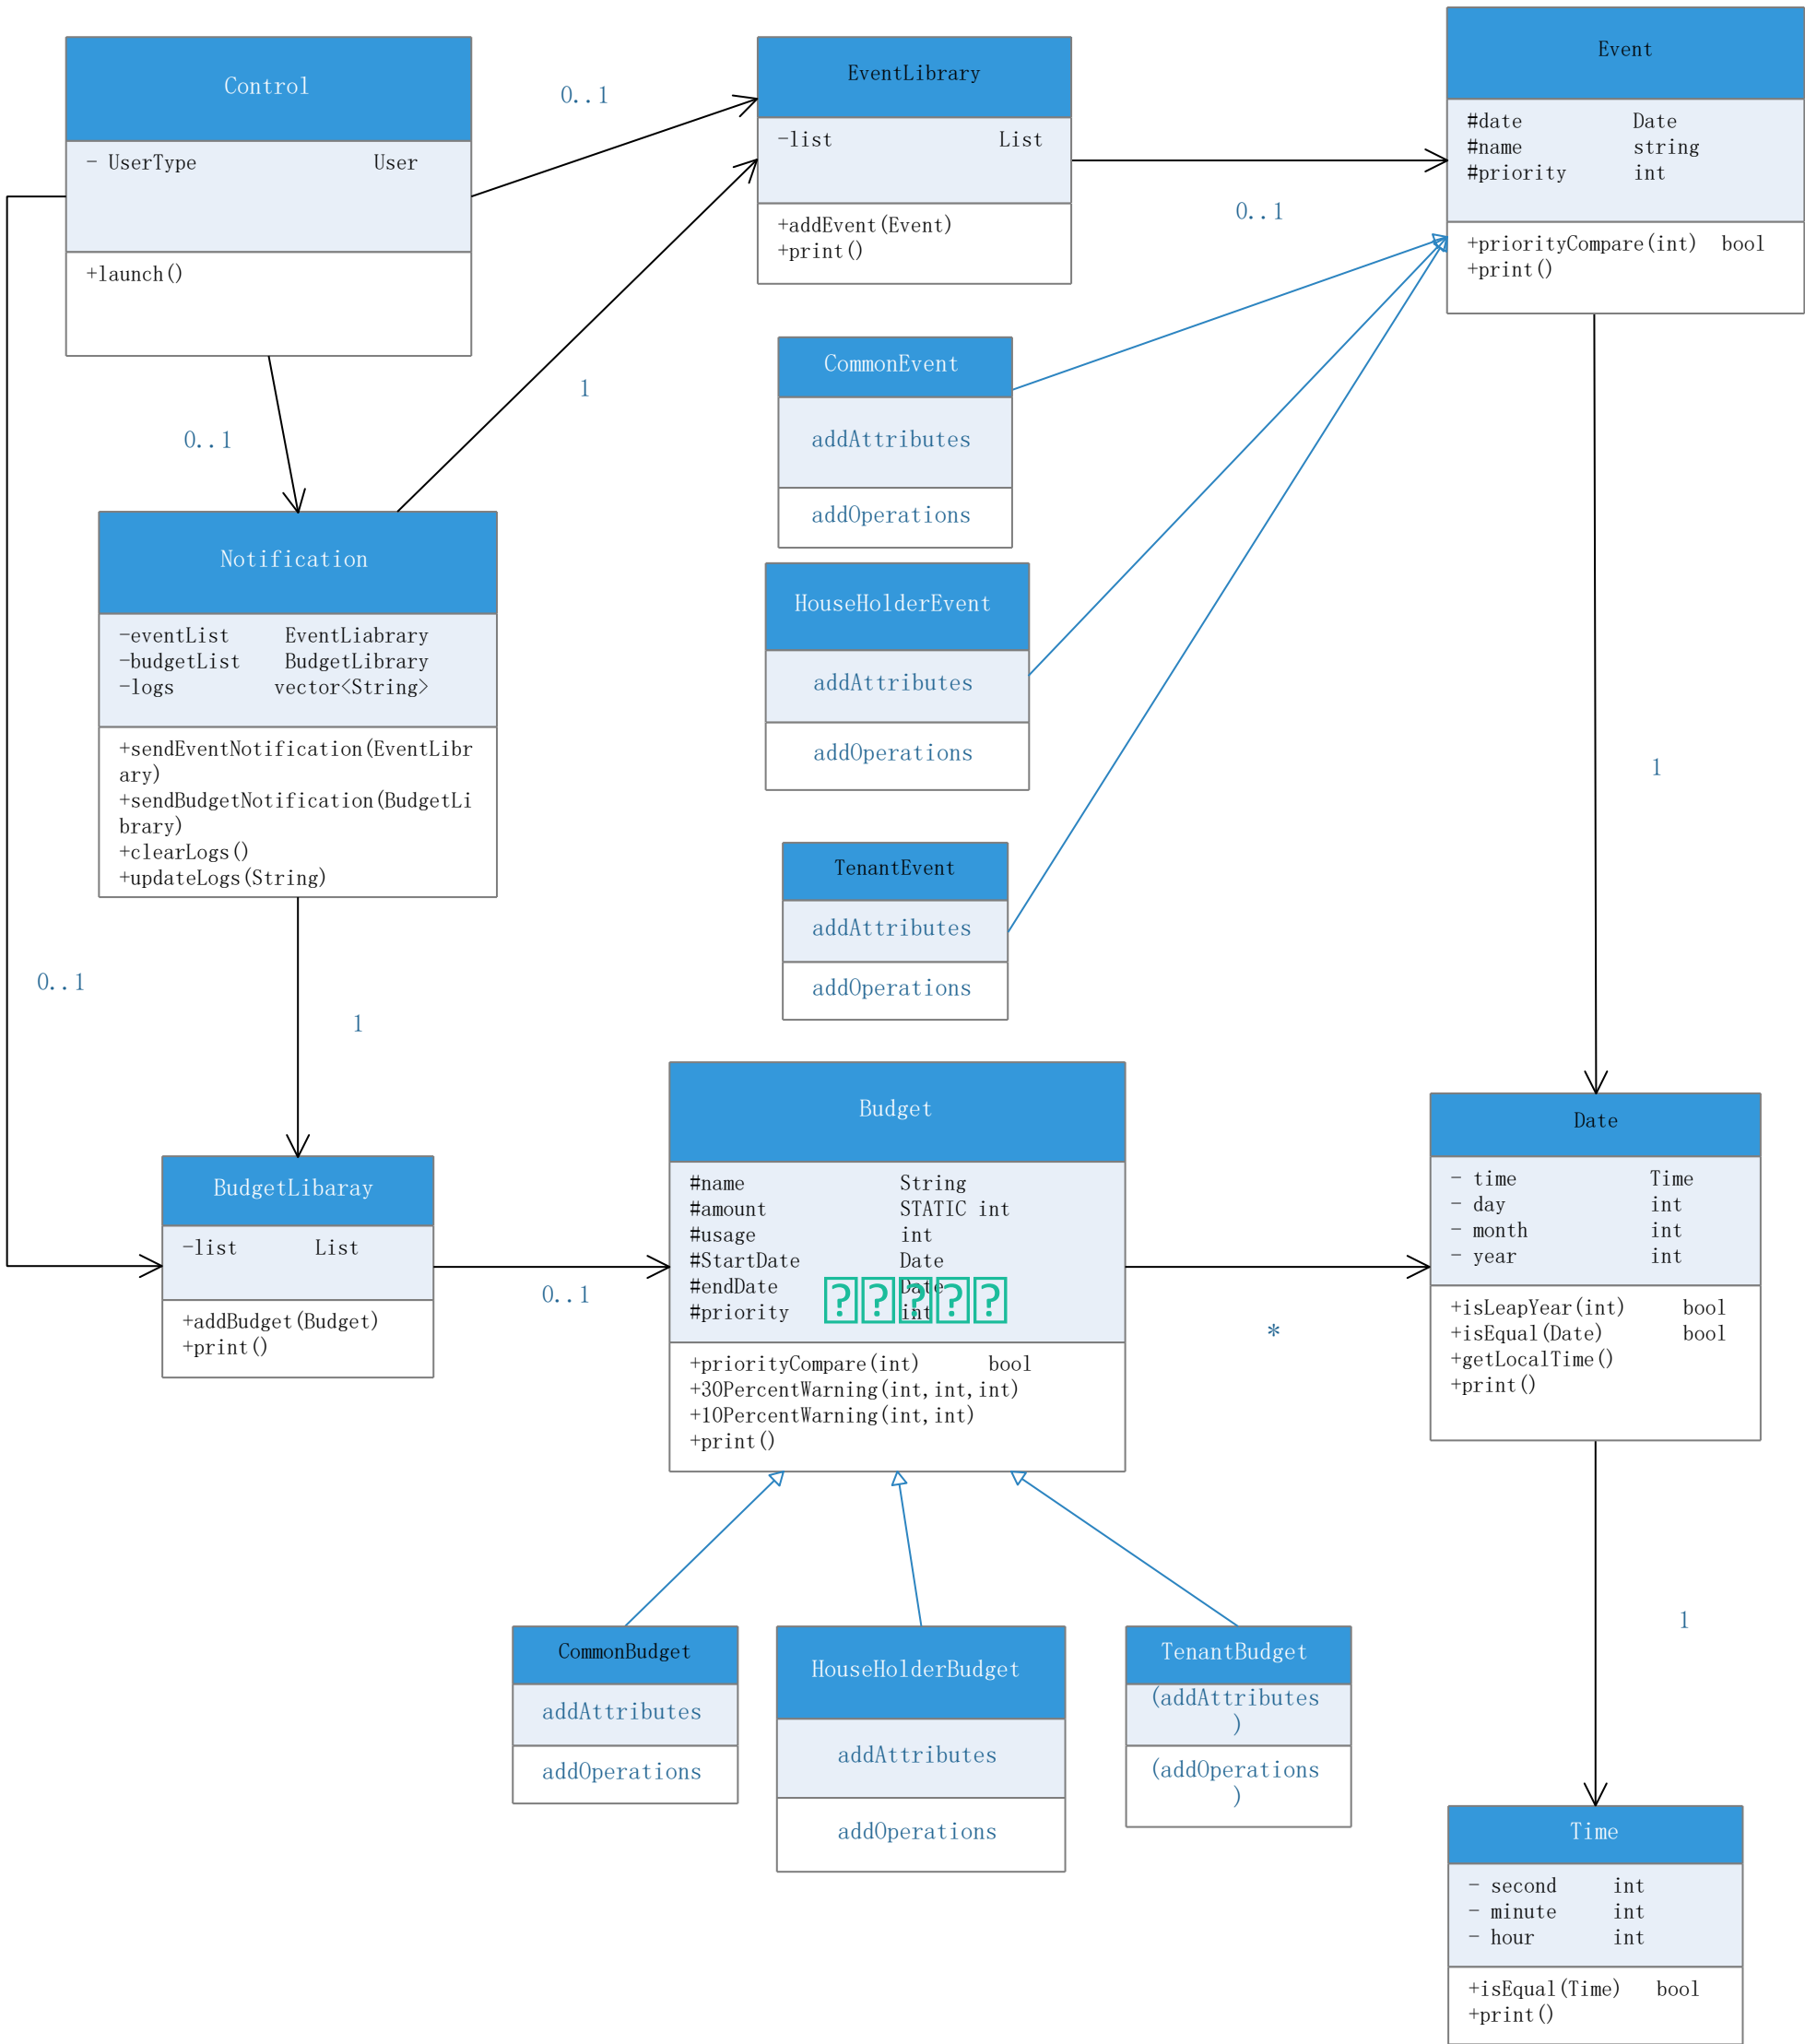 Control
- UserType User
+launch()
0..1
EventLibrary
-list List
+addEvent(Event)
+print()
0..1
Event
#date Date
#name string
#priority int
+priorityCompare(int) bool
+print()
CommonEvent
addAttributes
addOperations
1
0..1
Notification
-eventList EventLiabrary
-budgetList BudgetLibrary
-logs vector<String>
+sendEventNotification(EventLibr
ary)
+sendBudgetNotification(BudgetLi
brary)
+clearLogs()
+updateLogs(String)
HouseHolderEvent
addAttributes
addOperations
1
TenantEvent
addAttributes
addOperations
0..1
1
BudgetLibaray
-list List
+addBudget(Budget)
+print()
0..1
Budget
#name String
#amount STATIC int
#usage int
#StartDate Date
#endDate Date
#priority int
+priorityCompare(int) bool
+30PercentWarning(int,int,int)
+10PercentWarning(int,int)
+print()
*
Date
- time Time
- day int
- month int
- year int
+isLeapYear(int) bool
+isEqual(Date) bool
+getLocalTime()
+print()
CommonBudget
addAttributes
addOperations
HouseHolderBudget
addAttributes
addOperations
TenantBudget
(addAttributes
)
(addOperations
)
1
Time
- second int
- minute int
- hour int
+isEqual(Time) bool
+print()